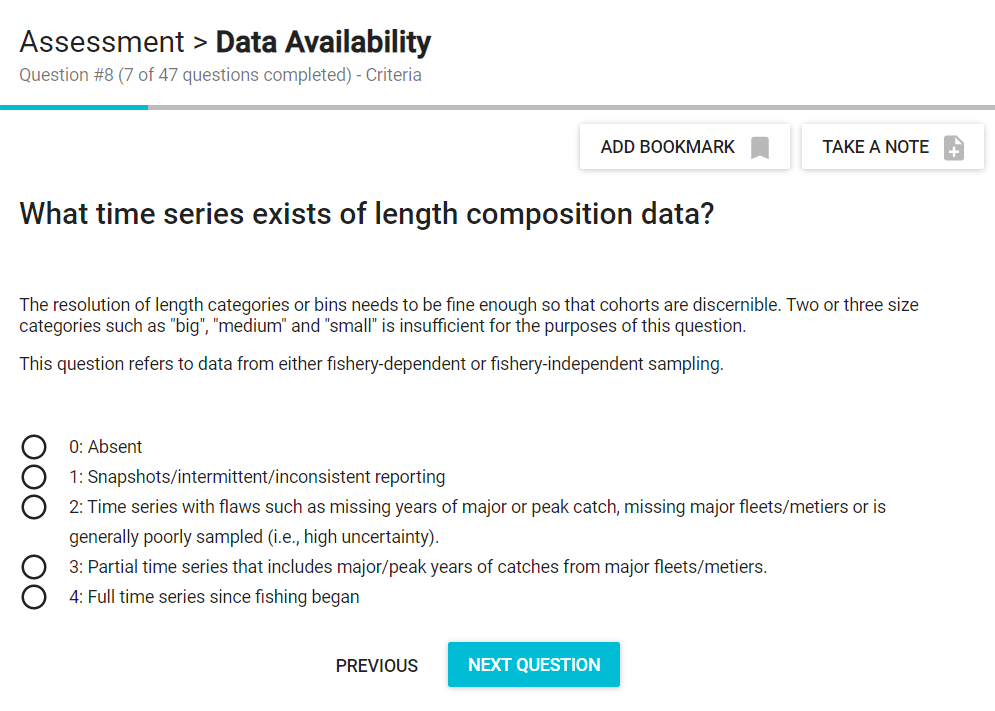 Assessment > Data Availability
Question #8 (7 of 47 questions completed) - Criteria
ADD BOOKMARK
TAKE A NOTE
What time series exists of length composition data?
The resolution of length categories or bins needs to be fine enough so that cohorts are discernible. Two or three size
categories such as "big", "medium" and "small" is insufficient for the purposes of this question.
This question refers to data from either fishery-dependent or fishery-independent sampling.
0: Absent
1: Snapshots/intermittent/inconsistent reporting
2: Time series with flaws such as missing years of major or peak catch, missing major fleets/metiers or is
generally poorly sampled (i.e., high uncertainty).
3: Partial time series that includes major/peak years of catches from major fleets/metiers.
4: Full time series since fishing began
PREVIOUS
NEXT QUESTION